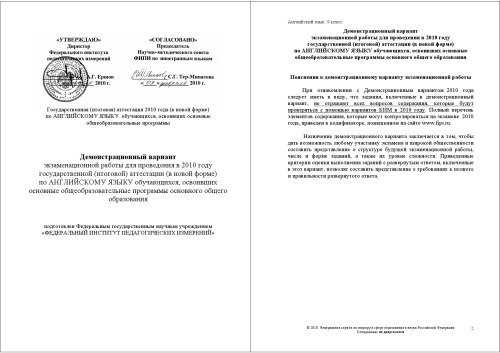 «УТВЕРЖДАЮ»
Директор
Федерального института
педагогических измерений
А.Г. Ершов
2010 г.
«СОГЛАСОВАНО»
Председатель
Научно-методического совета
ФИПИ по иностранным языкам
С.Г. Тер-Минасова
2010 г.
Государственная (итоговая) аттестация 2010 года (в новой форме)
по АНГЛИЙСКОМУ ЯЗЫКУ обучающихся, освоивших основные
общеобразовательные программы
Демонстрационный вариант
экзаменационной работы для проведения в 2010 году
государственной (итоговой) аттестации (в новой форме)
по АНГЛИЙСКОМУ ЯЗЫКУ обучающихся, освоивших
основные общеобразовательные программы основного общего
образования
подготовлен Федеральным государственным научным учреждением
«ФЕДЕРАЛЬНЫЙ ИНСТИТУТ ПЕДАГОГИЧЕСКИХ ИЗМЕРЕНИЙ»
Английский язык. 9 класс
Демонстрационный вариант
экзаменационной работы для проведения в 2010 году
государственной (итоговой) аттестации (в новой форме)
по АНГЛИЙСКОМУ ЯЗЫКУ обучающихся, освоивших основные
общеобразовательные программы основного общего образования
Пояснения к демонстрационному варианту экзаменационной работы
При ознакомлении с Демонстрационным вариантом 2010 года
следует иметь в виду, что задания, включённые в демонстрационный
вариант, не отражают всех вопросов содержания, которые будут
проверяться с помощью вариантов КИМ в 2010 году. Полный перечень
элементов содержания, которые могут контролироваться на экзамене 2010
года, приведен в кодификаторе, помещенном на сайте www.fipi.ru.
Назначение демонстрационного варианта заключается в том, чтобы
дать возможность любому участнику экзамена и широкой общественности
составить представление о структуре будущей экзаменационной работы,
числе и форме заданий, а также их уровне сложности. Приведённые
критерии оценки выполнения заданий с развернутым ответом, включенные
в этот вариант, позволят составить представление о требованиях к полноте
и правильности развернутого ответа.
© 2010 Федеральная служба по надзору в сфере образования и науки Российской Федерации
Копирование не допускается
2